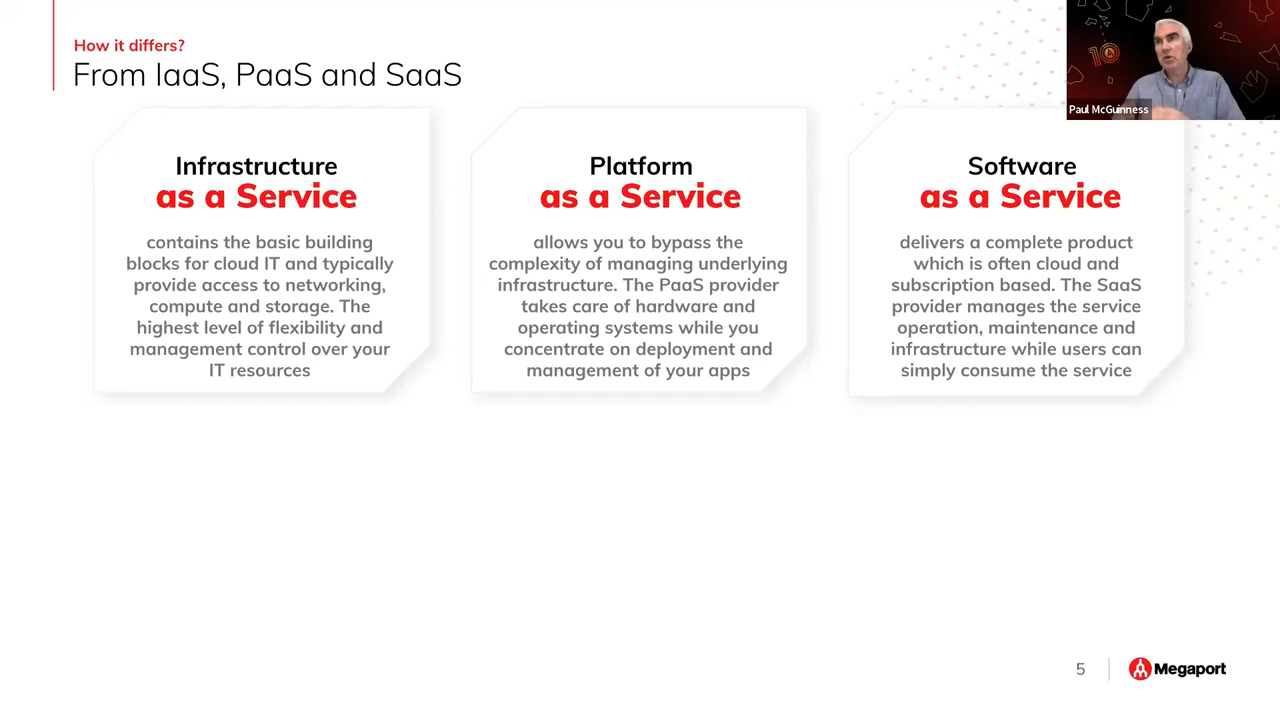 How it differs?
From IaaS, PaaS and SaaS
10
Paul McGuinness
Infrastructure
as a Service
contains the basic building
blocks for cloud IT and typically
provide access to networking,
compute and storage. The
highest level of flexibility and
management control over your
IT resources
Platform
as a Service
allows you to bypass the
complexity of managing underlying
infrastructure. The PaaS provider
takes care of hardware and
operating systems while you
concentrate on deployment and
management of your apps
Software
as a Service
delivers a complete product
which is often cloud and
subscription based. The SaaS
provider manages the service
operation, maintenance and
infrastructure while users can
simply consume the service
5
Megaport